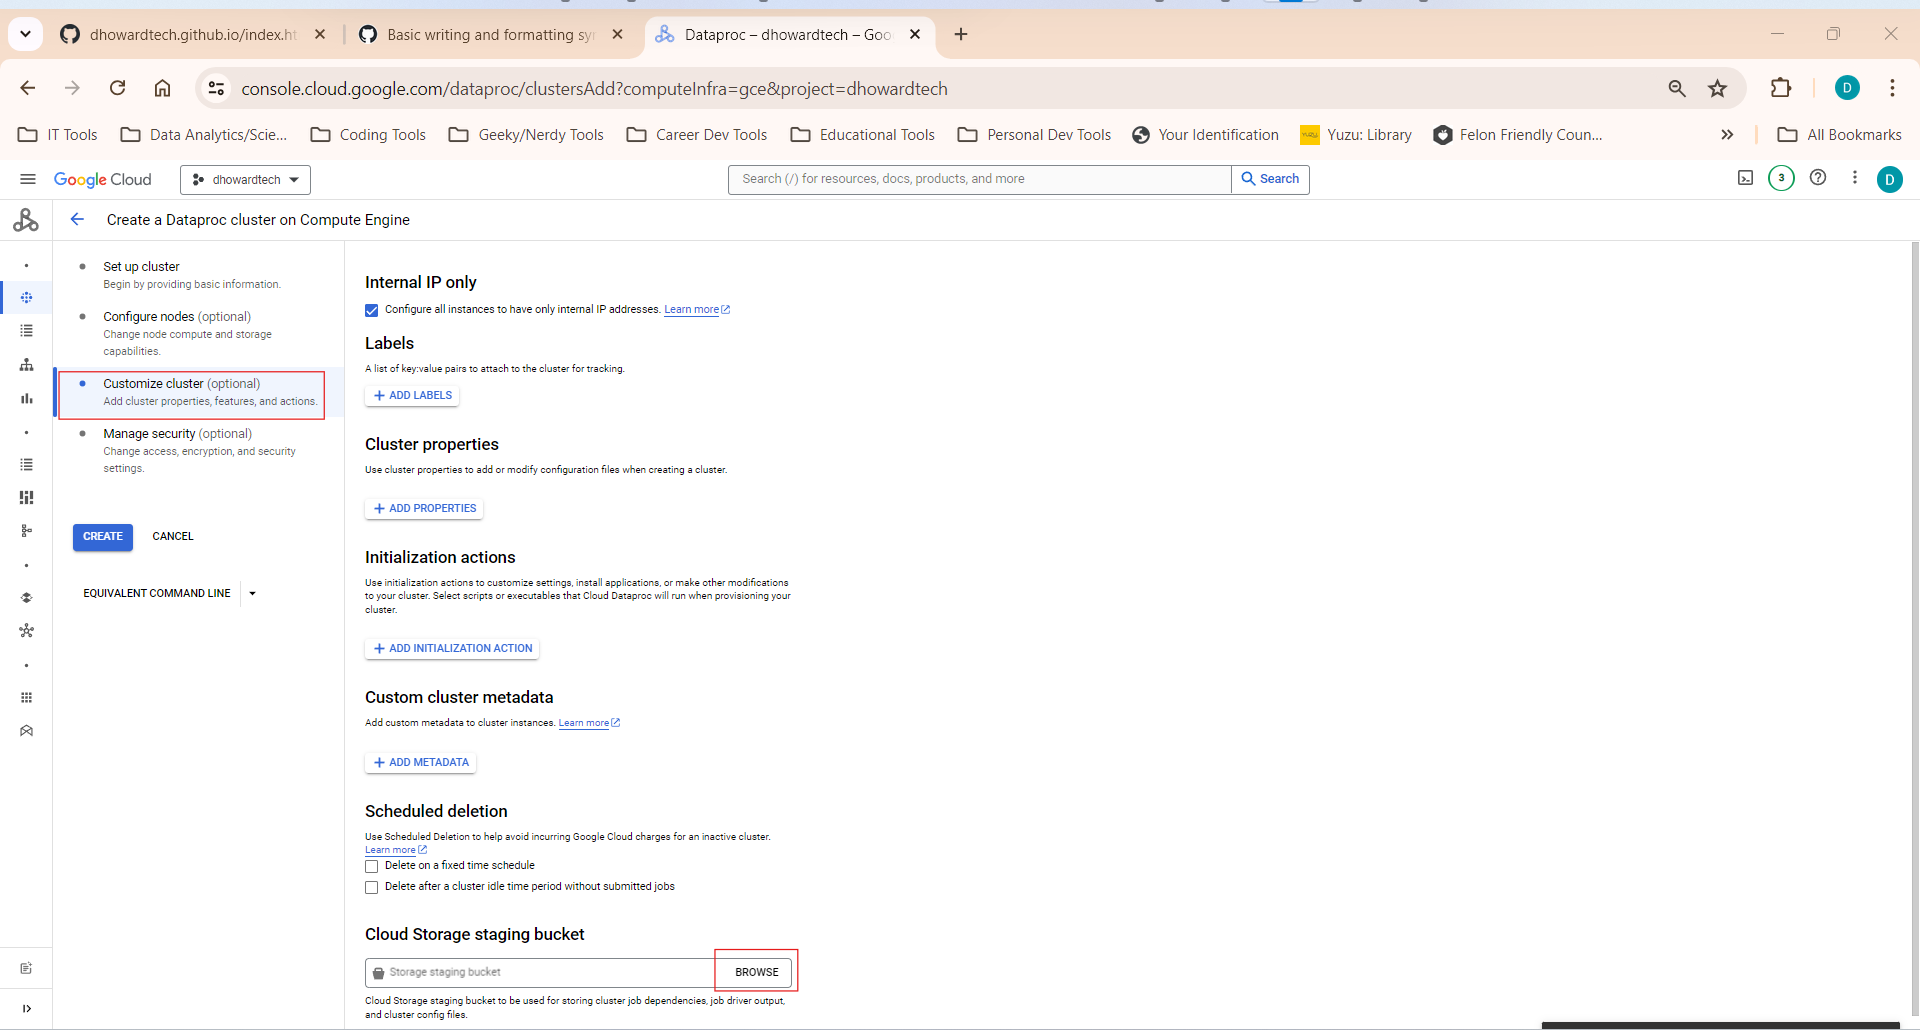 dhowardtech.github.io/index.ht
Basic writing and formatting syn
Dataproc – dhowardtech – Goo
console.cloud.google.com/dataproc/clustersAdd?computeInfra=gce&project=dhowardtech
D
IT Tools
Data Analytics/Scie...
Coding Tools
Geeky/Nerdy Tools
Career Dev Tools
Educational Tools
Personal Dev Tools
Your Identification
Yuzu: Library
Felon Friendly Coun...
All Bookmarks
Google Cloud
dhowardtech
Search (/) for resources, docs, products, and more
Search
3
D
Create a Dataproc cluster on Compute Engine
Set up cluster
Begin by providing basic information.
Configure nodes (optional)
Change node compute and storage
capabilities.
Customize cluster (optional)
Add cluster properties, features, and actions.
Manage security (optional)
Change access, encryption, and security
settings.
CREATE
CANCEL
EQUIVALENT COMMAND LINE
Internal IP only
Configure all instances to have only internal IP addresses. Learn more
Labels
A list of key:value pairs to attach to the cluster for tracking.
+ ADD LABELS
Cluster properties
Use cluster properties to add or modify configuration files when creating a cluster.
+ ADD PROPERTIES
Initialization actions
Use initialization actions to customize settings, install applications, or make other modifications
to your cluster. Select scripts or executables that Cloud Dataproc will run when provisioning your
cluster.
+ ADD INITIALIZATION ACTION
Custom cluster metadata
Add custom metadata to cluster instances. Learn more
+ ADD METADATA
Scheduled deletion
Use Scheduled Deletion to help avoid incurring Google Cloud charges for an inactive cluster.
Learn more
Delete on a fixed time schedule
Delete after a cluster idle time period without submitted jobs
Cloud Storage staging bucket
Storage staging bucket
BROWSE
Cloud Storage staging bucket to be used for storing cluster job dependencies, job driver output,
and cluster config files.